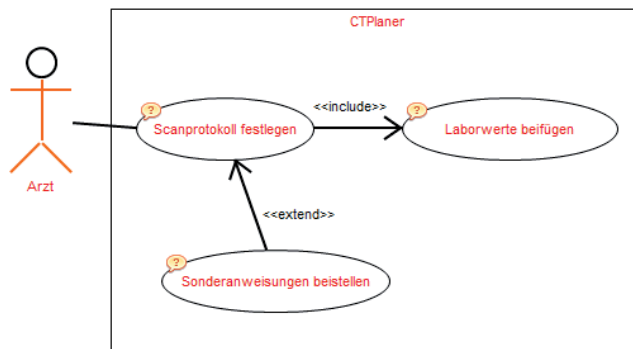 CTPlaner
?
?
<<include>>
Scanprotokoll festlegen
Laborwerte beifügen
Arzt
<<extend>>
?
Sonderanweisungen beistellen